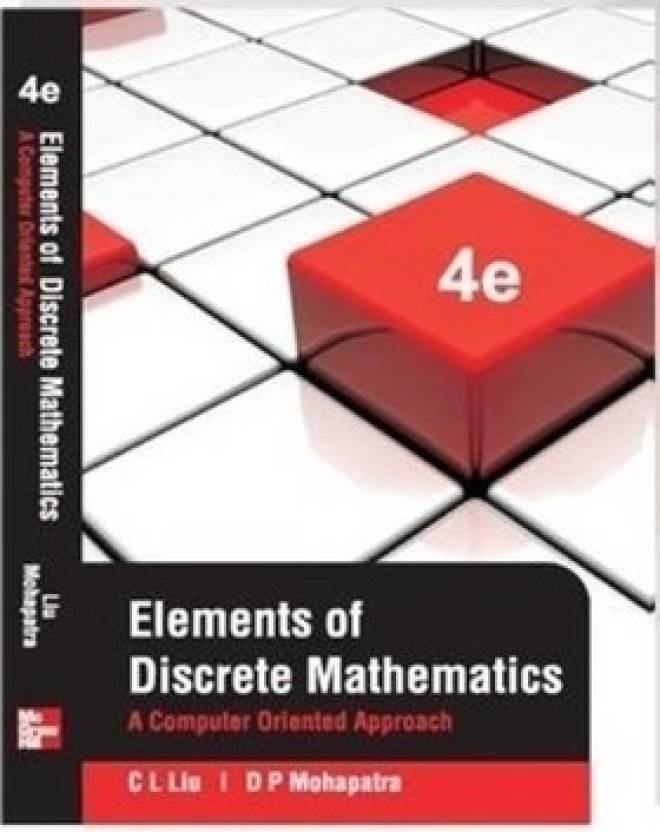 4e
Elements of Discrete Mathematics
A Computer Oriented Approach
Liu
Mohapatra
4e
Elements of
Discrete Mathematics
A Computer Oriented Approach
C L Liu | D P Mohapatra